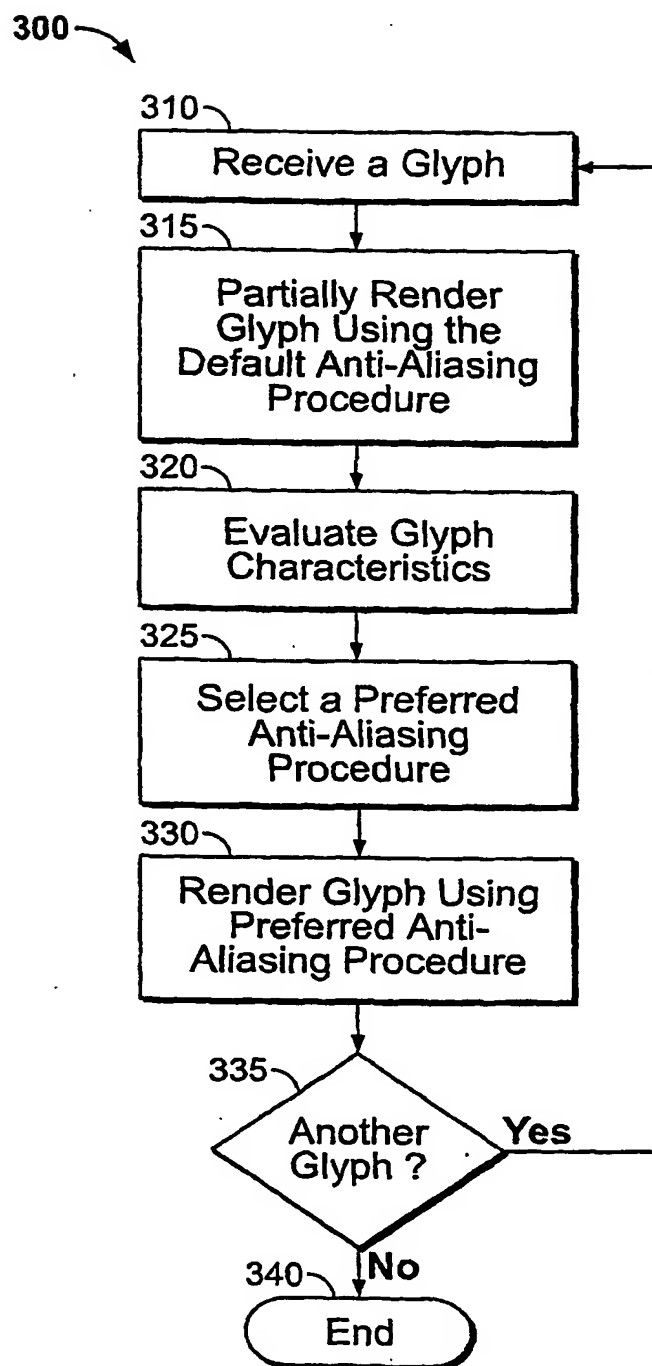 300
310
Receive a Glyph
315
Partially Render
Glyph Using the
Default Anti-Aliasing
Procedure
320
Evaluate Glyph
Characteristics
325
Select a Preferred
Anti-Aliasing
Procedure
330
Render Glyph Using
Preferred Anti-
Aliasing Procedure
335
Another
Glyph ?
Yes
No
340
End